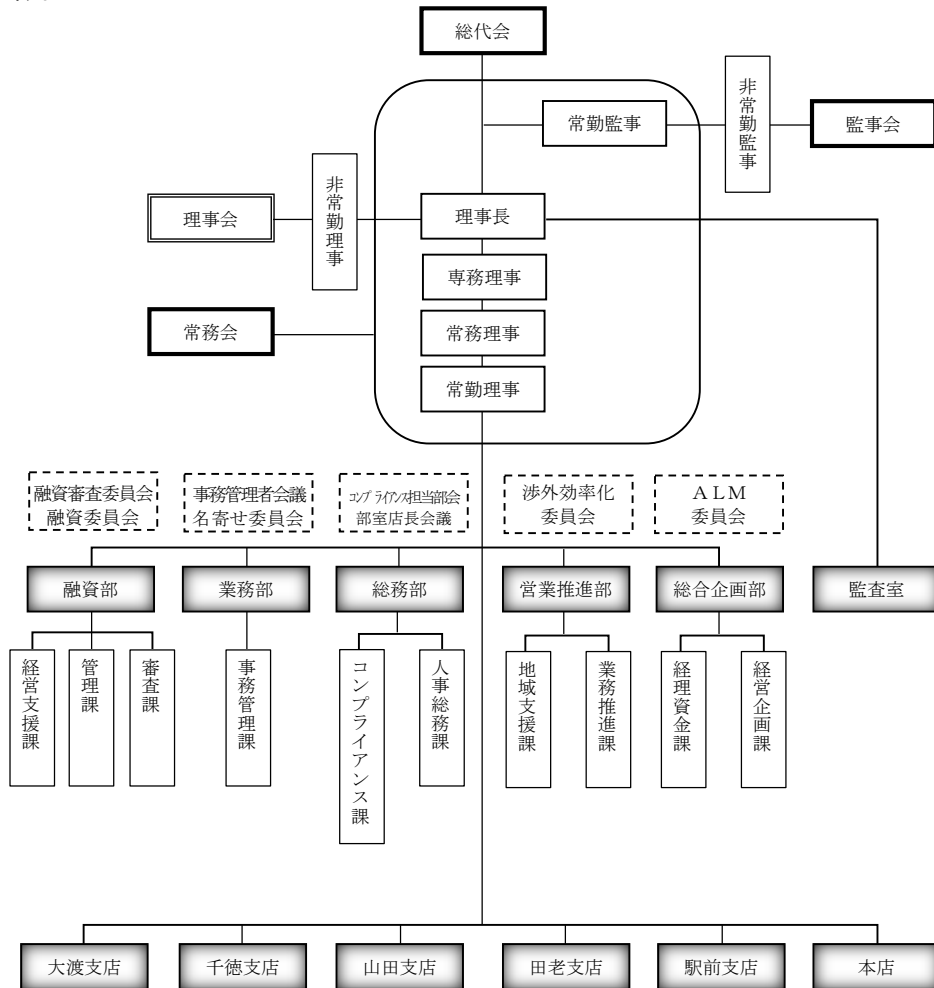 総代会
常勤監事
非常勤監事
監事会
理事会
非常勤理事
理事長
専務理事
常務会
常務理事
常勤理事
融資審査委員会
融資委員会
事務管理者会議
名寄せ委員会
ｺﾝﾌﾟﾗｲｱﾝｽ担当部会
部室店長会議
渉外効率化
委員会
ＡＬＭ
委員会
融資部
業務部
総務部
営業推進部
総合企画部
監査室
経営支援課
管理課
審査課
事務管理課
コンプライアンス課
人事総務課
地域支援課
業務推進課
経理資金課
経営企画課
大渡支店
千徳支店
山田支店
田老支店
駅前支店
本店